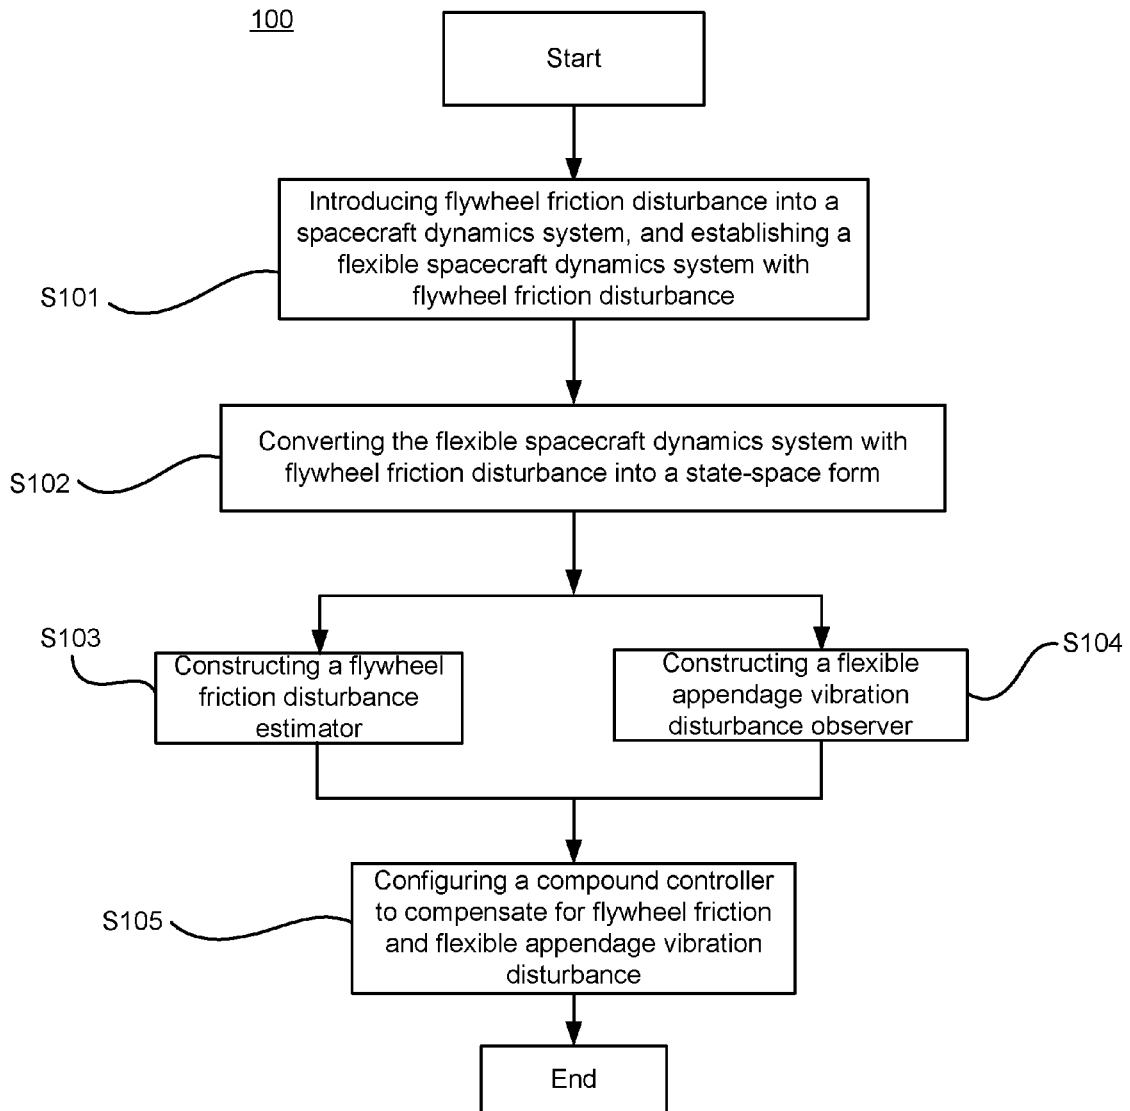 100
Start
Introducing flywheel friction disturbance into a
spacecraft dynamics system, and establishing a
flexible spacecraft dynamics system with
flywheel friction disturbance
S101
Converting the flexible spacecraft dynamics system with
flywheel friction disturbance into a state-space form
S102
S103
Constructing a flywheel
friction disturbance
estimator
S104
Constructing a flexible
appendage vibration
disturbance observer
Configuring a compound controller
to compensate for flywheel friction
and flexible appendage vibration
disturbance
S105
End